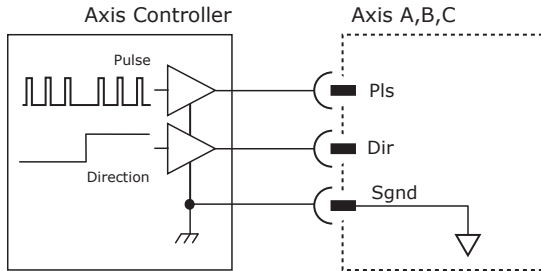 Axis Controller
Axis A,B,C
Pulse
Pls
Dir
Direction
Sgnd